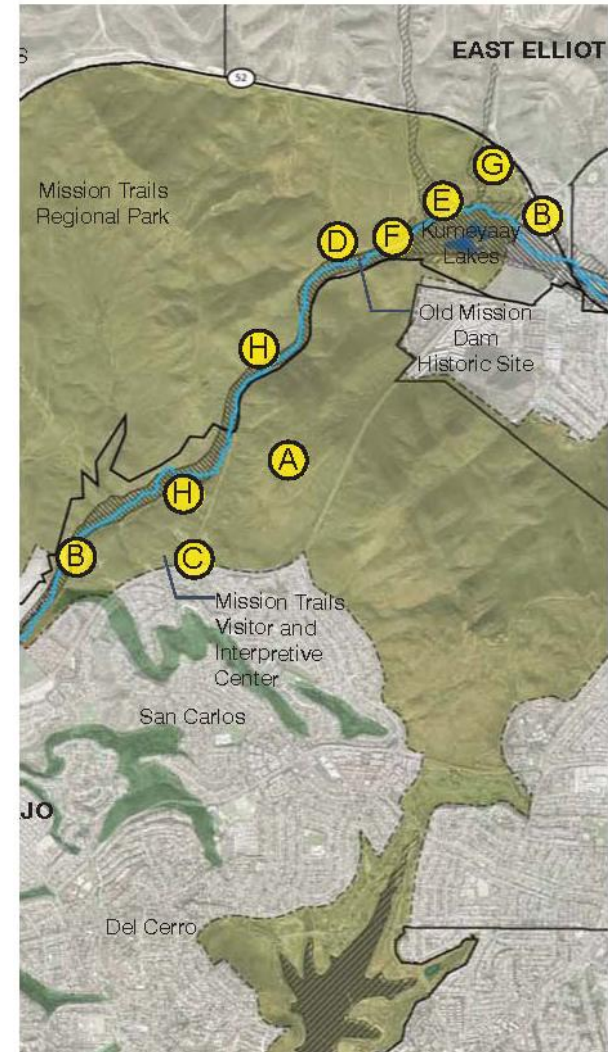 S
EAST ELLIOT
52
G
Mission Trails
Regional Park
E
B
D
F
Kumeyaay
Lakes
Old Mission
Dam
Historic Site
H
A
H
B
C
Mission Trails
Visitor and
Interpretive
Center
San Carlos
JO
Del Cerro